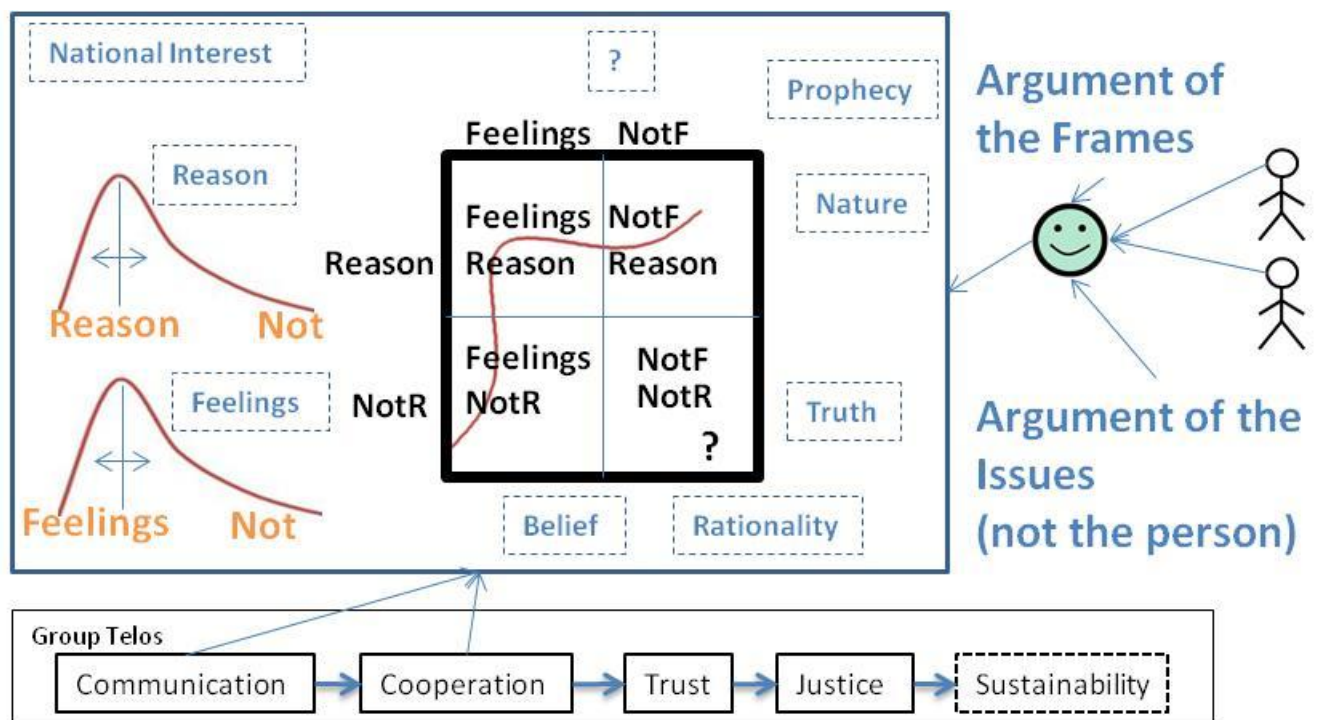 National Interest
?
Prophecy
Feelings NotF
Reason
Nature
Feelings NotF
Reason
Reason Reason
Reason Not
Feelings
NotR
Feelings NotF
NotR NotR
?
Truth
Feelings Not
Belief
Rationality
Argument of
the Frames
Argument of the
Issues
(not the person)
Group Telos
Communication
Cooperation
Trust
Justice
Sustainability